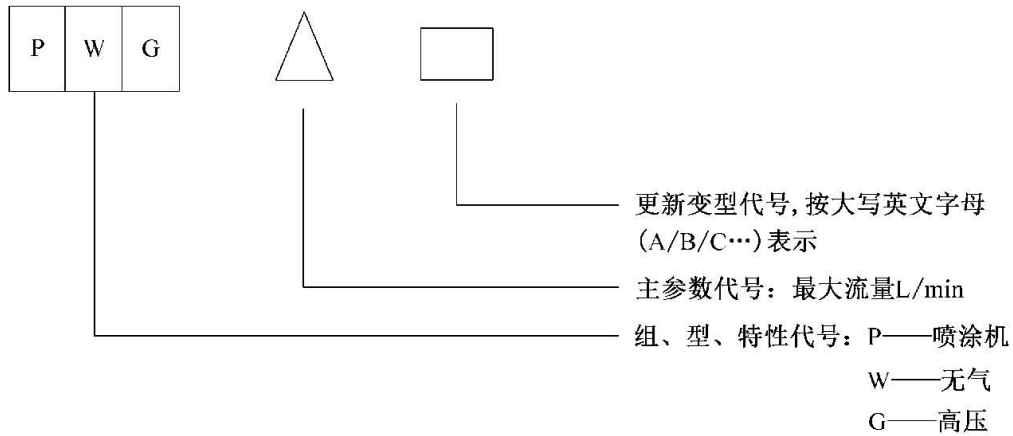 P W G
更新变型代号,按大写英文字母
(A/B/C…)表示
主参数代号：最大流量L/min
组、型、特性代号：P——喷涂机
W——无气
G——高压